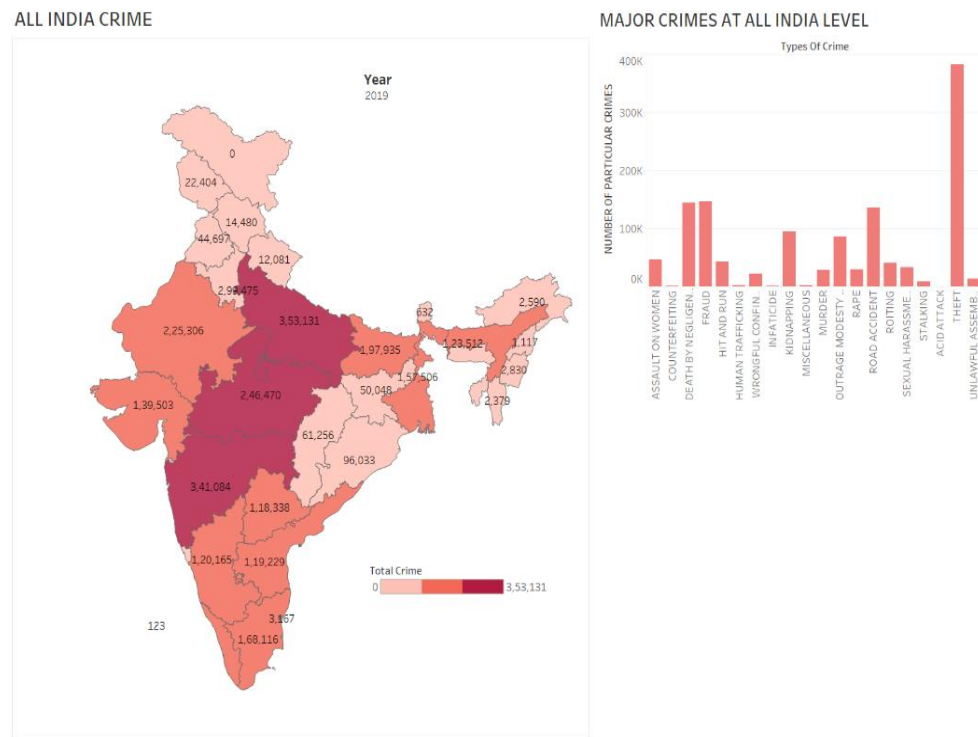 ALL INDIA CRIME
Year
2019
0
22,404
14,480
44,697
12,081
3,53,131
2,25,306
632
2,590
1,97,935
1,23,512
1,117
2,830
1,57,506
50,048
2,379
1,39,503
2,46,470
61,256
96,033
3,41,084
1,18,338
1,20,165
1,19,229
Total Crime
0
3,53,131
123
3,167
1,68,116
MAJOR CRIMES AT ALL INDIA LEVEL
Types Of Crime
NUMBER OF PARTICULAR CRIMES
400K
300K
200K
100K
0K
ASSAULT ON WOMEN
COUNTERFEITING
DEATH BY NEGLIGEN..
FRAUD
HIT AND RUN
HUMAN TRAFFICKING
WRONGFUL CONFIN..
INFATICIDE
KIDNAPPING
MISCELLANEOUS
MURDER
OUTRAGE MODESTY ..
RAPE
ROAD ACCIDENT
ROITING
SEXUAL HARASSME..
STALKING
ACID ATTACK
THEFT
UNLAWFUL ASSEMB..